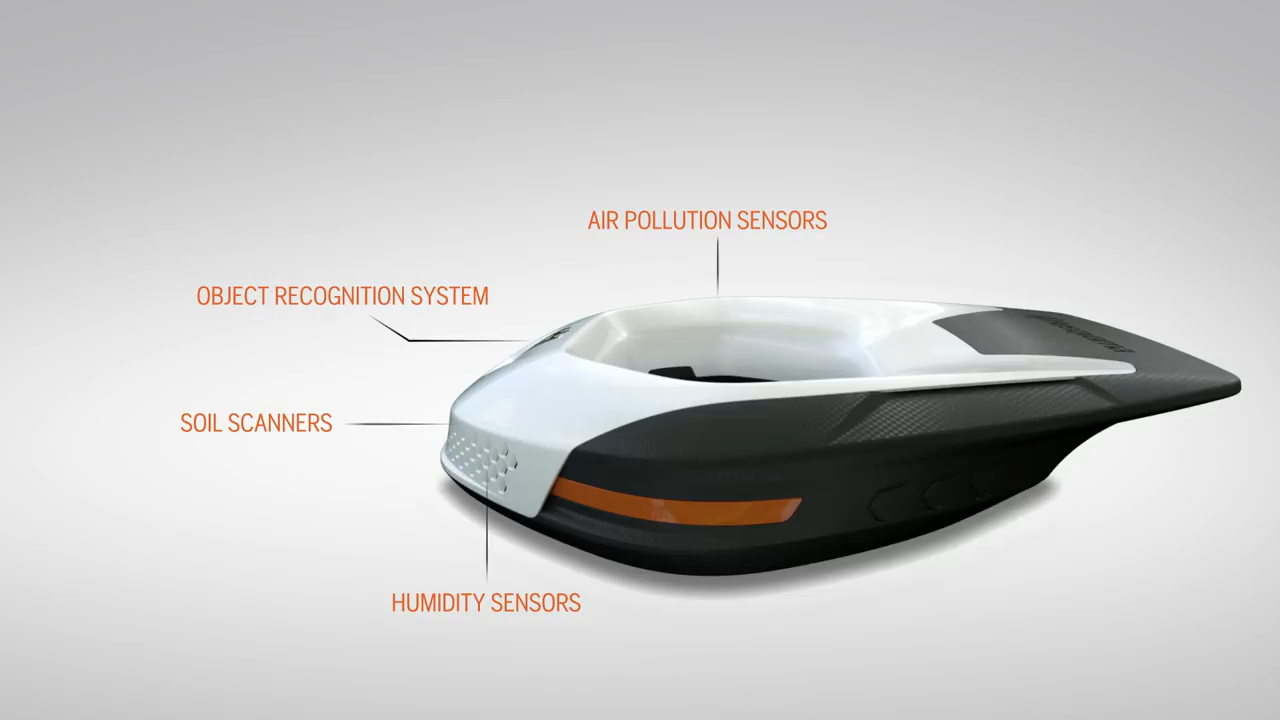 AIR POLLUTION SENSORS
OBJECT RECOGNITION SYSTEM
SOIL SCANNERS
HUMIDITY SENSORS